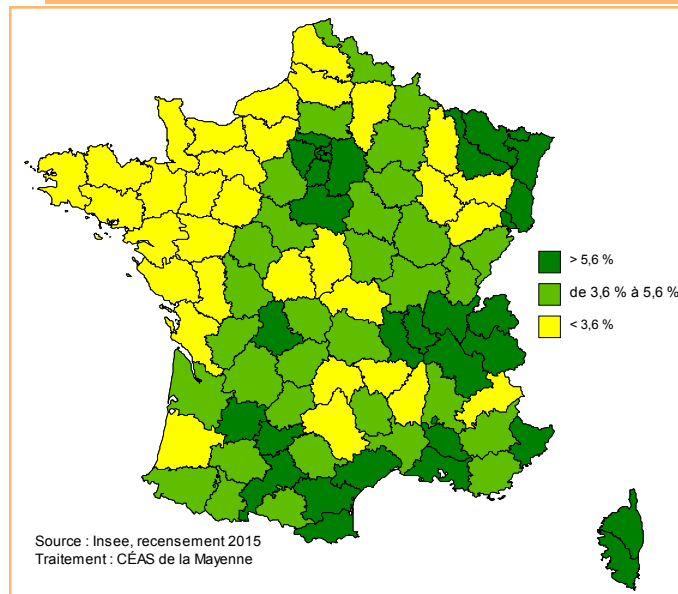 > 5,6 %
de 3,6 % à 5,6 %
< 3,6 %
Source : Insee, recensement 2015
Traitement : CÉAS de la Mayenne